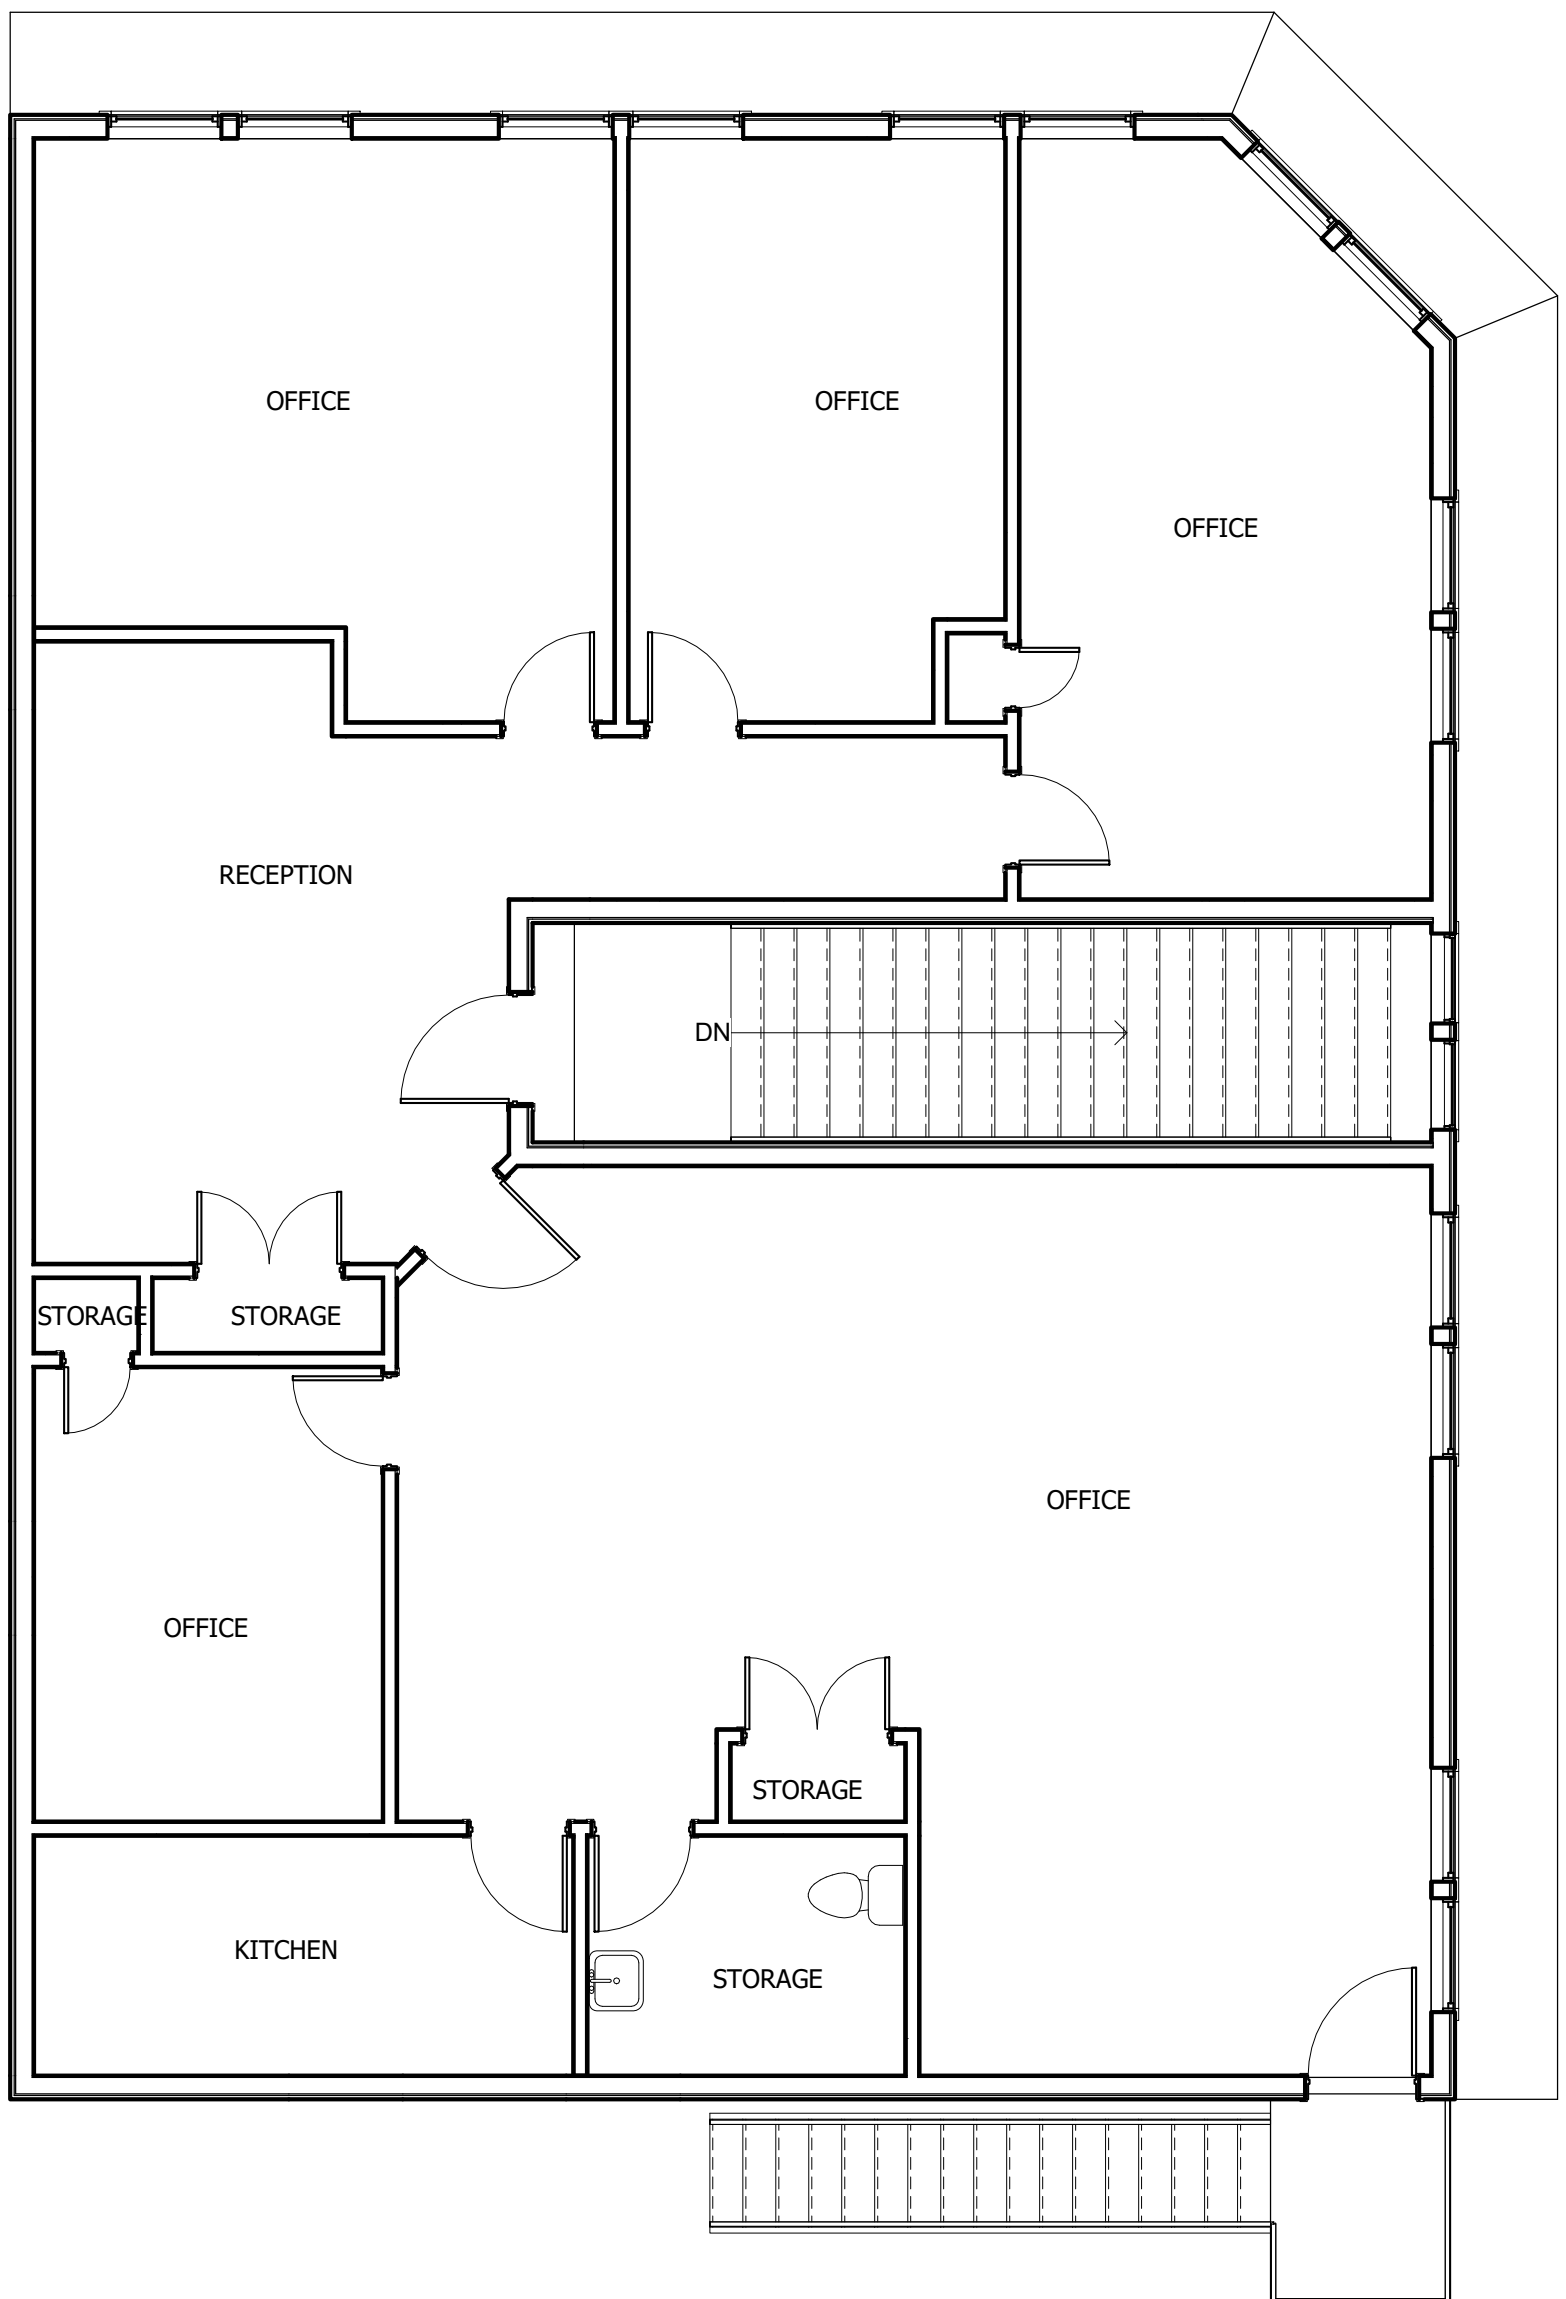 OFFICE
OFFICE
OFFICE
RECEPTION
DN
STORAGE
STORAGE
OFFICE
OFFICE
STORAGE
KITCHEN
STORAGE